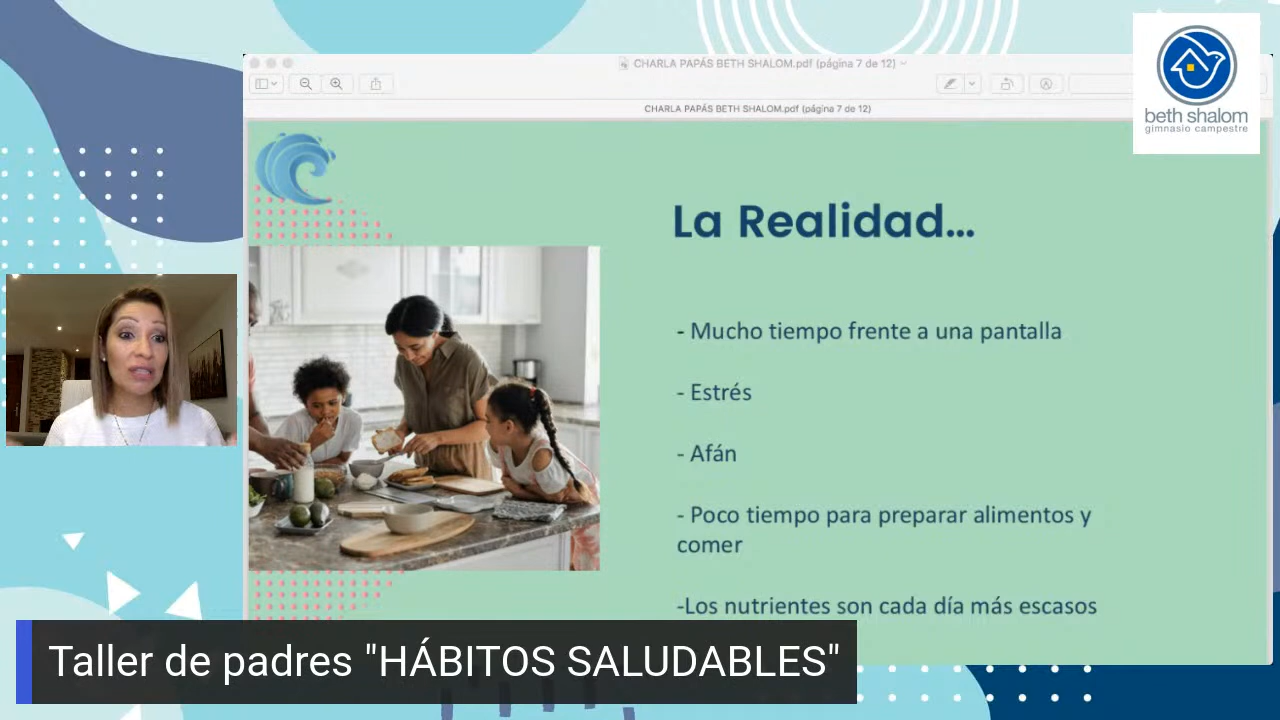 CHARLA PAPÁS BETH SHALOM.pdf (página 7 de 12)
CHARLA PAPÁS BETH SHALOM.pdf (página 7 de 12)
beth shalom
gimnasio campestre
La Realidad...
- Mucho tiempo frente a una pantalla
- Estrés
- Afán
- Poco tiempo para preparar alimentos y
comer
-Los nutrientes son cada día más escasos
Taller de padres "HÁBITOS SALUDABLES"